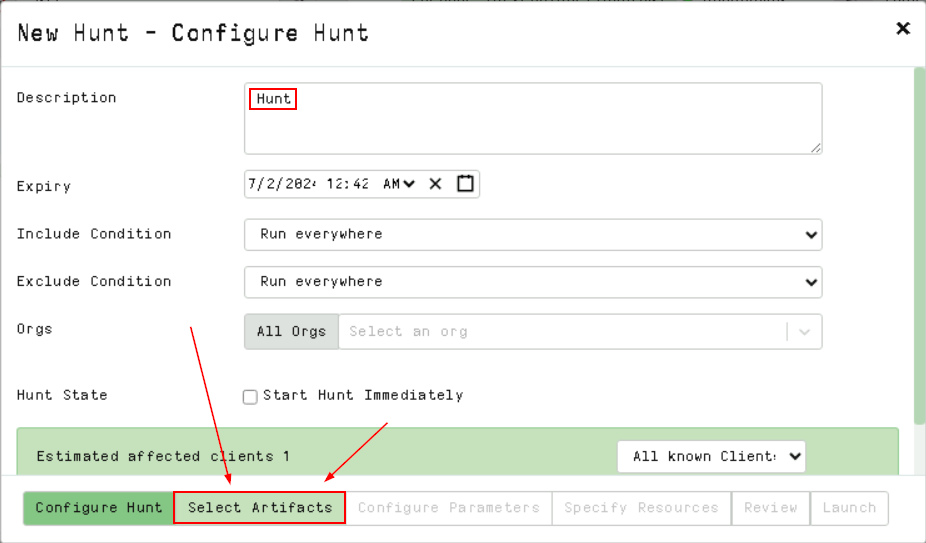 New Hunt - Configure Hunt
Description
Hunt
Expiry
7/2/2024 12:42 AM
Include Condition
Run everywhere
Exclude Condition
Run everywhere
Orgs
All Orgs Select an org
Hunt State
Start Hunt Immediately
Estimated affected clients 1
All known Client
Configure Hunt Select Artifacts Configure Parameters Specify Resources Review Launch